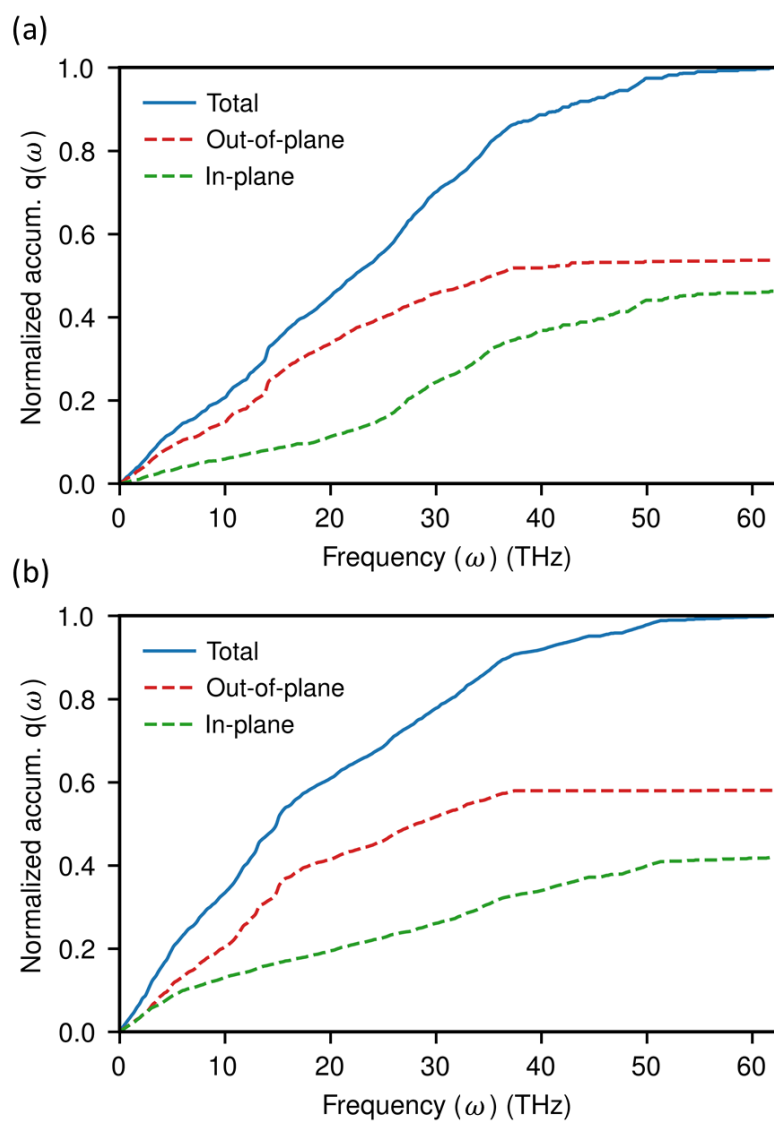 (a)
1.0
0.8
0.6
0.4
0.2
0.0
Normalized accum. q(ω)
Total
Out-of-plane
In-plane
0 10 20 30 40 50 60
Frequency (ω) (THz)
(b)
1.0
0.8
0.6
0.4
0.2
0.0
Normalized accum. q(ω)
Total
Out-of-plane
In-plane
0 10 20 30 40 50 60
Frequency (ω) (THz)